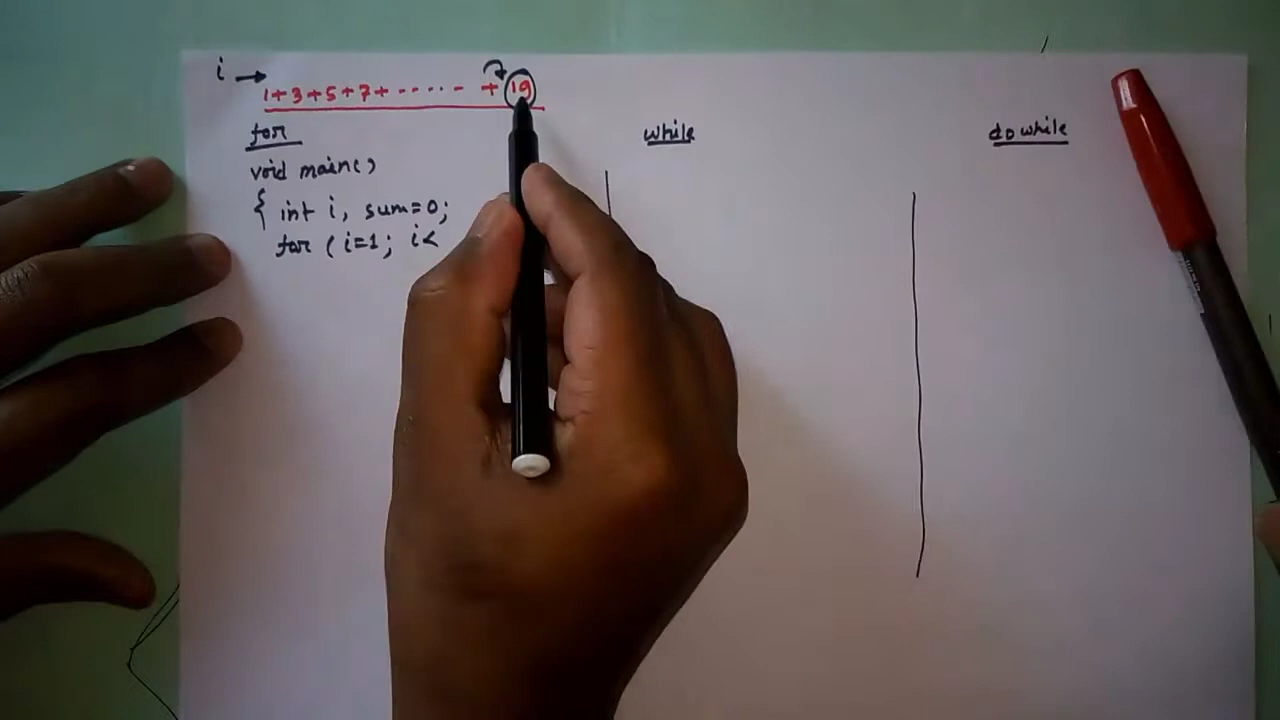 i →
1+3+5+7+ ------ + 19
for
while
do while
void main()
{ int i, sum=0;
for ( i=1; i<